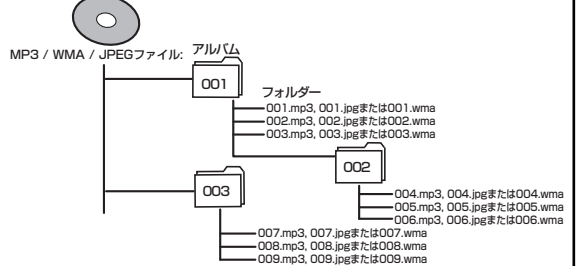 MP3 / WMA / JPEGファイル: アルバム
001
フォルダー
001.mp3, 001.jpgまたは001.wma
002.mp3, 002.jpgまたは002.wma
003.mp3, 003.jpgまたは003.wma
002
004.mp3, 004.jpgまたは004.wma
005.mp3, 005.jpgまたは005.wma
006.mp3, 006.jpgまたは006.wma
003
007.mp3, 007.jpgまたは007.wma
008.mp3, 008.jpgまたは008.wma
009.mp3, 009.jpgまたは009.wma